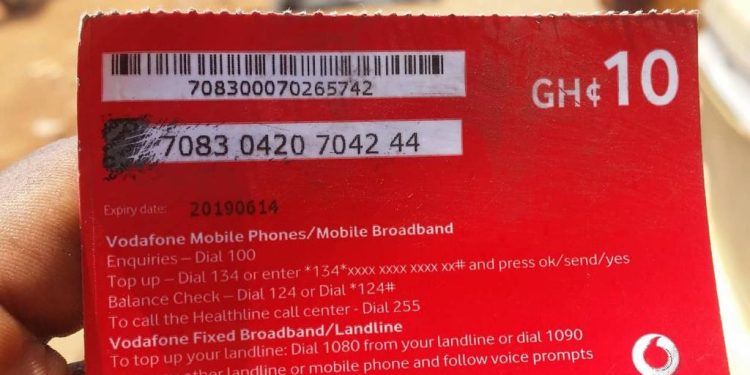 708300070265742
GH¢10
7083 0420 7042 44
Expiry date: 20190614
Vodafone Mobile Phones/Mobile Broadband
Enquiries – Dial 100
Top up – Dial 134 or enter *134*xxxx xxxx xxxx xx# and press ok/send/yes
Balance Check – Dial 124 or Dial *124#
To call the Healthline call center - Dial 255
Vodafone Fixed Broadband/Landline
To top up your landline: Dial 1080 from your landline or dial 1090
other landline or mobile phone and follow voice prompts